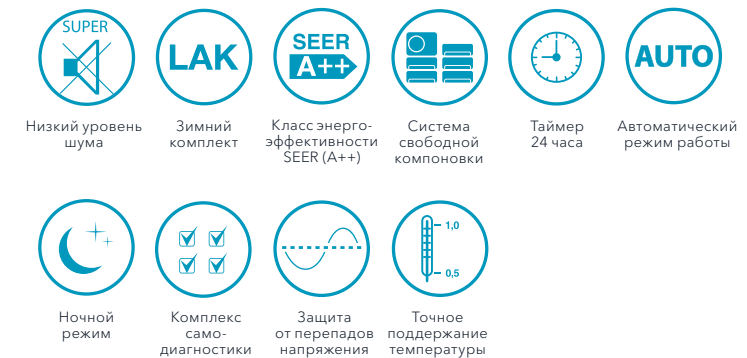 SUPER
Низкий уровень
шума
LAK
Зимний
комплект
SEER
A++
Класс энерго-
эффективности
SEER (A++)
Система
свободной
компоновки
Таймер
24 часа
AUTO
Автоматический
режим работы
Ночной
режим
Комплекс
само-
диагностики
Защита
от перепадов
напряжения
1,0
0,5
Точное
поддержание
температуры